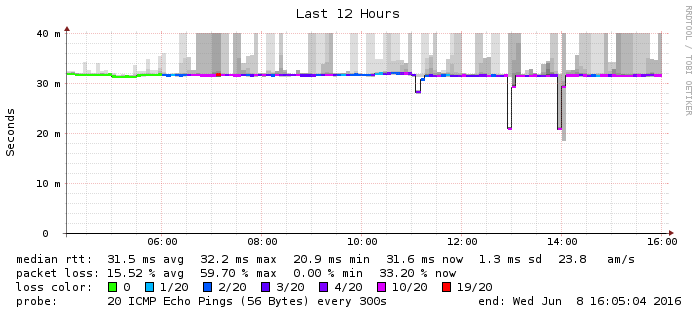 Last 12 Hours
RRDTOOL / TOBI OETIKER
Seconds
40 m
30 m
20 m
10 m
0
06:00 08:00 10:00 12:00 14:00 16:00
median rtt: 31.5 ms avg 32.2 ms max 20.9 ms min 31.6 ms now 1.3 ms sd 23.8 am/s
packet loss: 15.52 % avg 59.70 % max 0.00 % min 33.20 % now
loss color: 0 1/20 2/20 3/20 4/20 10/20 19/20
probe: 20 ICMP Echo Pings (56 Bytes) every 300s end: Wed Jun 8 16:05:04 2016